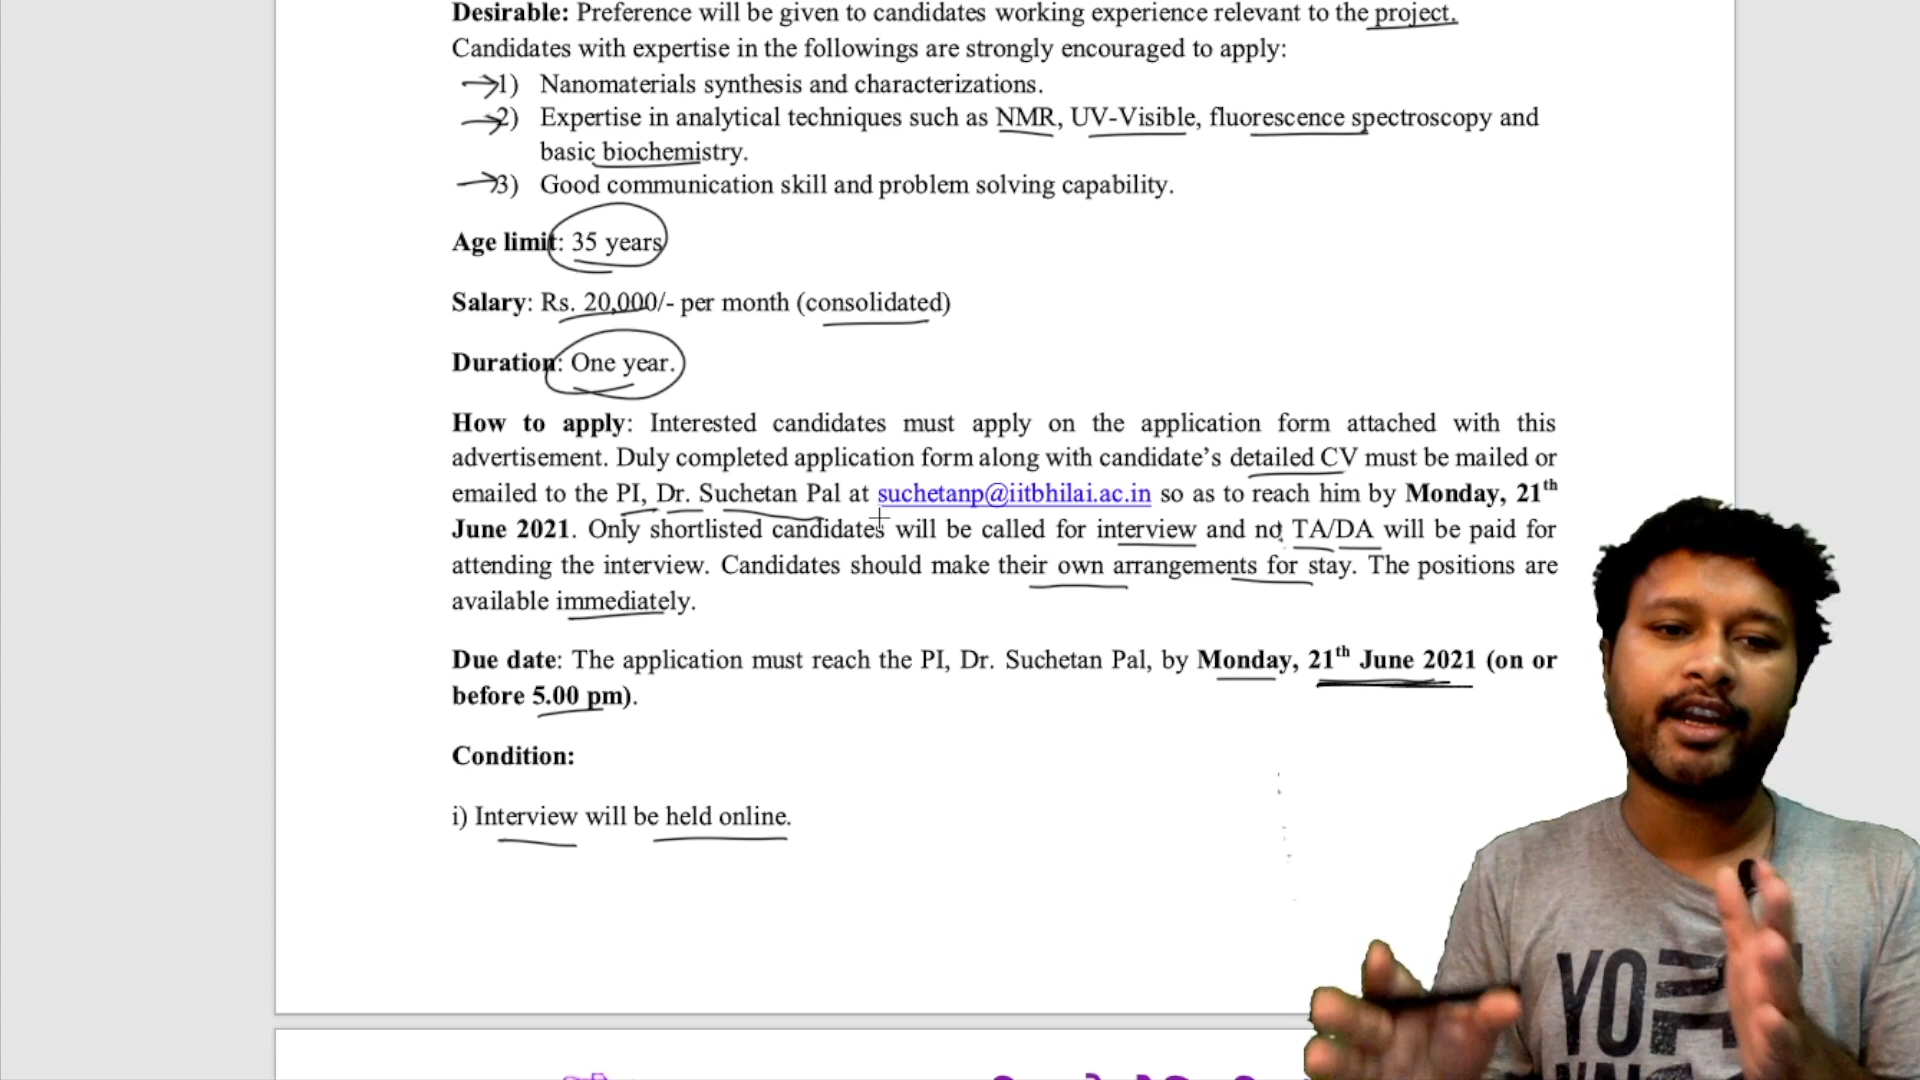 Desirable: Preference will be given to candidates working experience relevant to the project.
Candidates with expertise in the followings are strongly encouraged to apply:
1) Nanomaterials synthesis and characterizations.
2) Expertise in analytical techniques such as NMR, UV-Visible, fluorescence spectroscopy and
basic biochemistry.
3) Good communication skill and problem solving capability.
Age limit: 35 years
Salary: Rs. 20,000/- per month (consolidated)
Duration: One year.
How to apply: Interested candidates must apply on the application form attached with this
advertisement. Duly completed application form along with candidate’s detailed CV must be mailed or
emailed to the PI, Dr. Suchetan Pal at suchetanp@iitbhilai.ac.in so as to reach him by Monday, 21th
June 2021. Only shortlisted candidates will be called for interview and no TA/DA will be paid for
attending the interview. Candidates should make their own arrangements for stay. The positions are
available immediately.
Due date: The application must reach the PI, Dr. Suchetan Pal, by Monday, 21th June 2021 (on or
before 5.00 pm).
Condition:
i) Interview will be held online.
YO